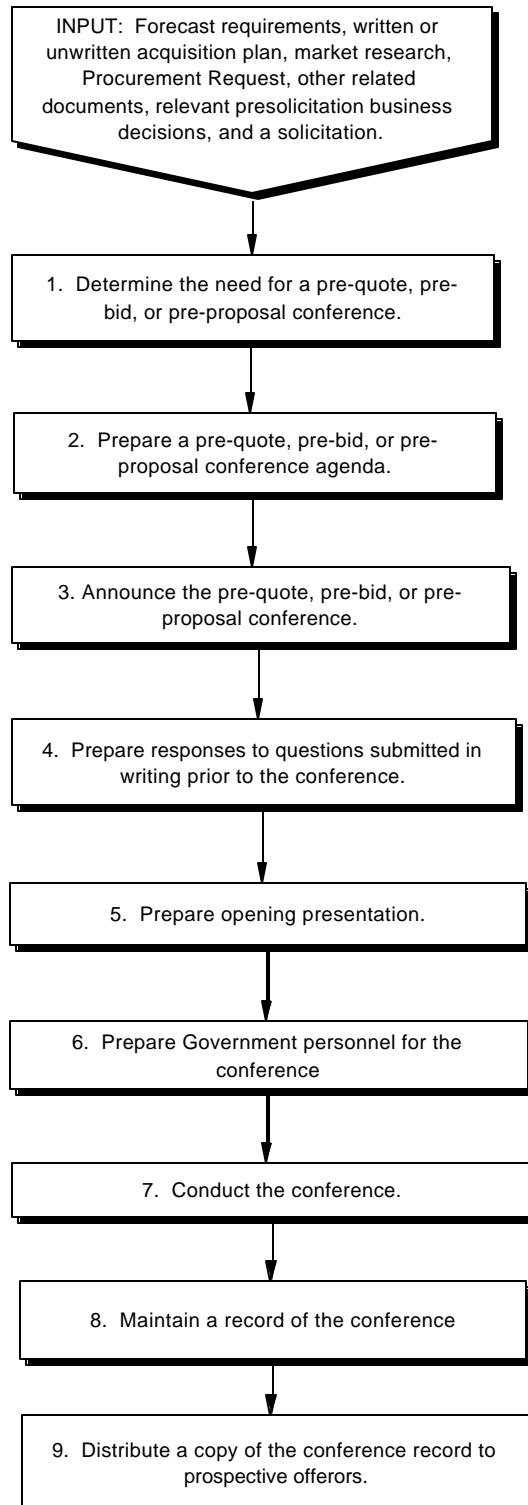 INPUT:  Forecast requirements, written or
unwritten acquisition plan, market research,
Procurement Request, other related
documents, relevant presolicitation business
decisions, and a solicitation.
1.  Determine the need for a pre-quote, pre-
bid, or pre-proposal conference.
2.  Prepare a pre-quote, pre-bid, or pre-
proposal conference agenda.
3. Announce the pre-quote, pre-bid, or pre-
proposal conference.
4.  Prepare responses to questions submitted in
writing prior to the conference.
5.  Prepare opening presentation.
6.  Prepare Government personnel for the
conference
7.  Conduct the conference.
8.  Maintain a record of the conference
9.  Distribute a copy of the conference record to
prospective offerors.